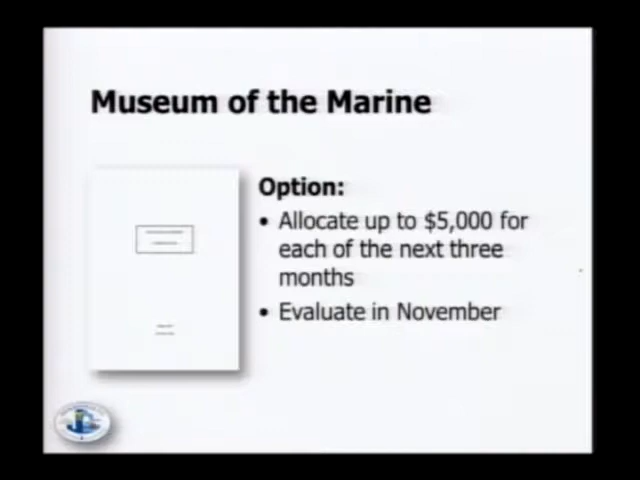 Museum of the Marine
Option:
• Allocate up to $5,000 for
each of the next three
months
• Evaluate in November